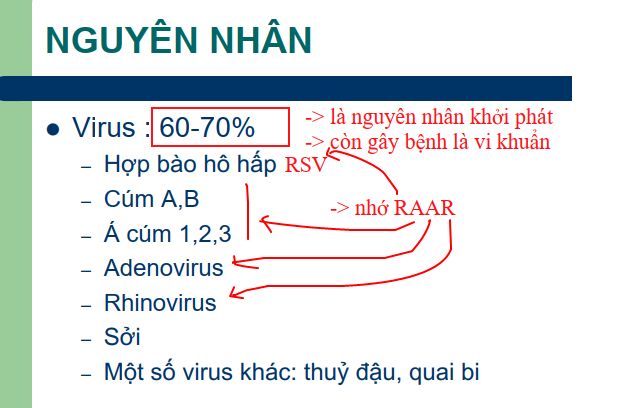 NGUYÊN NHÂN
● Virus : 60-70% -> là nguyên nhân khởi phát
-> còn gây bệnh là vi khuẩn
– Hợp bào hô hấp RSV
– Cúm A,B
-> nhớ RAAR
– Á cúm 1,2,3
– Adenovirus
– Rhinovirus
– Sởi
– Một số virus khác: thuỷ đậu, quai bi